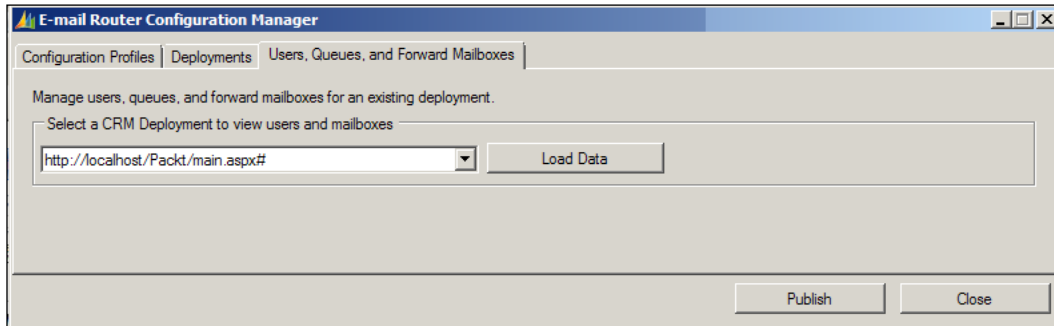 E-mail Router Configuration Manager
Configuration Profiles Deployments Users, Queues, and Forward Mailboxes
Manage users, queues, and forward mailboxes for an existing deployment.
Select a CRM Deployment to view users and mailboxes
http://localhost/Packt/main.aspx# Load Data
Publish Close